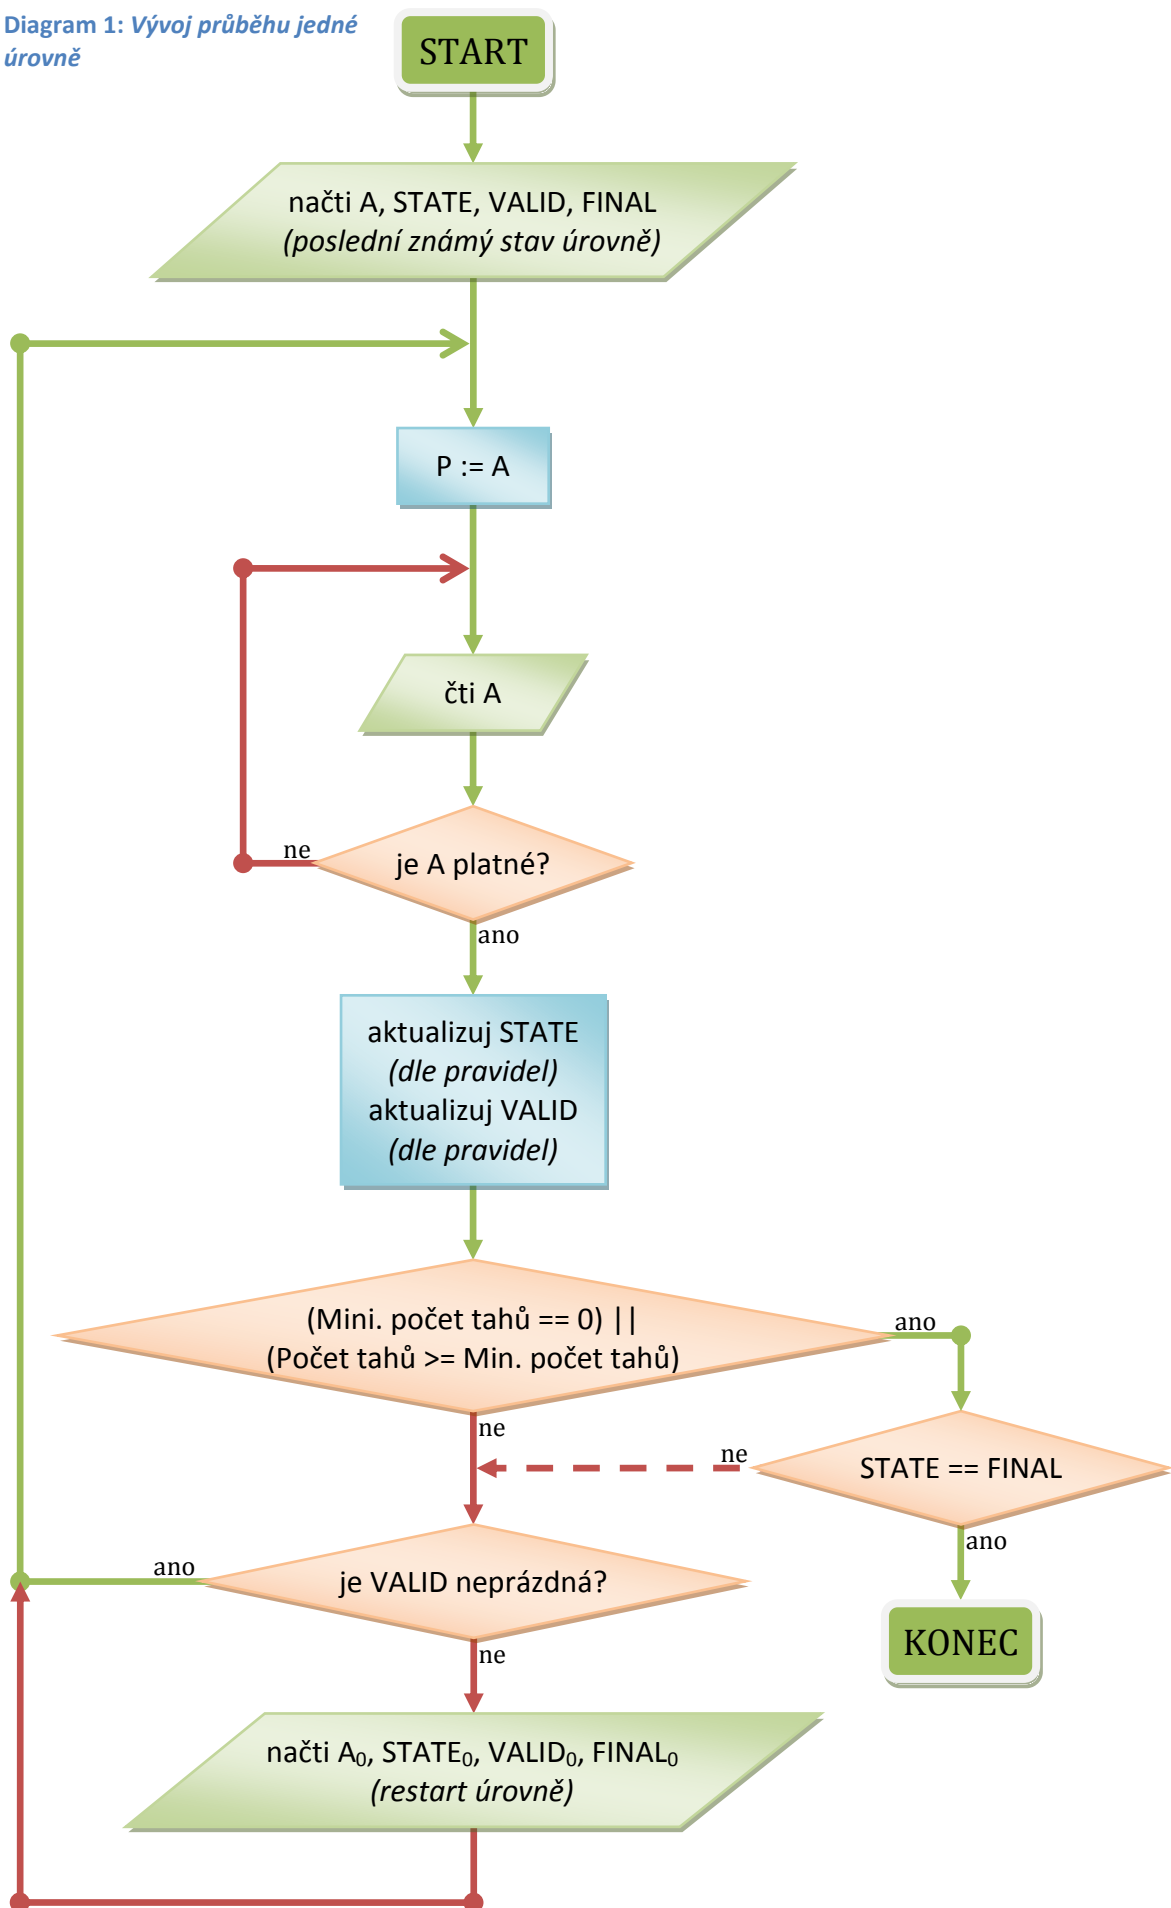 Diagram 1: Vývoj průběhu jedné
úrovně
START
načti A, STATE, VALID, FINAL
(poslední známý stav úrovně)
P := A
čti A
je A platné?
ne
ano
aktualizuj STATE
(dle pravidel)
aktualizuj VALID
(dle pravidel)
(Mini. počet tahů == 0) ||
(Počet tahů >= Min. počet tahů)
ano
ne
STATE == FINAL
ne
ano
KONEC
je VALID neprázdná?
ano
ne
načti A₀, STATE₀, VALID₀, FINAL₀
(restart úrovně)